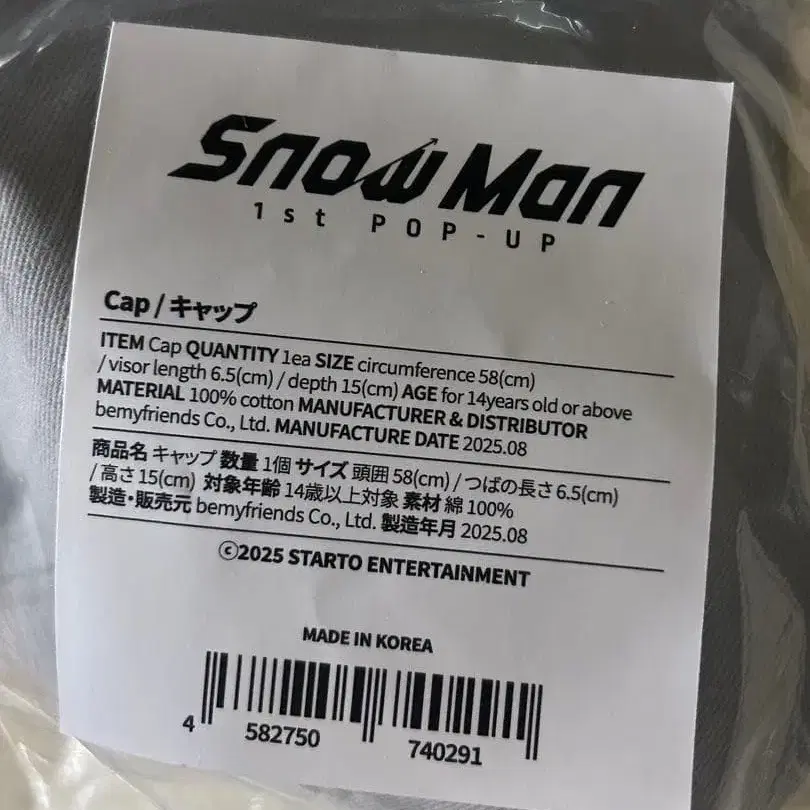 Snow Man
1st POP-UP
Cap / キャップ
ITEM Cap QUANTITY 1ea SIZE circumference 58(cm)
/ visor length 6.5(cm) / depth 15(cm) AGE for 14years old or above
MATERIAL 100% cotton MANUFACTURER & DISTRIBUTOR
bemyfriends Co., Ltd. MANUFACTURE DATE 2025.08
商品名 キャップ 数量 1個 サイズ 頭囲 58(cm) / つばの長さ 6.5(cm)
/ 高さ 15(cm) 対象年齢 14歳以上対象 素材 綿 100%
製造・販売元 bemyfriends Co., Ltd. 製造年月 2025.08
ⓒ2025 STARTO ENTERTAINMENT
MADE IN KOREA
4 582750 740291